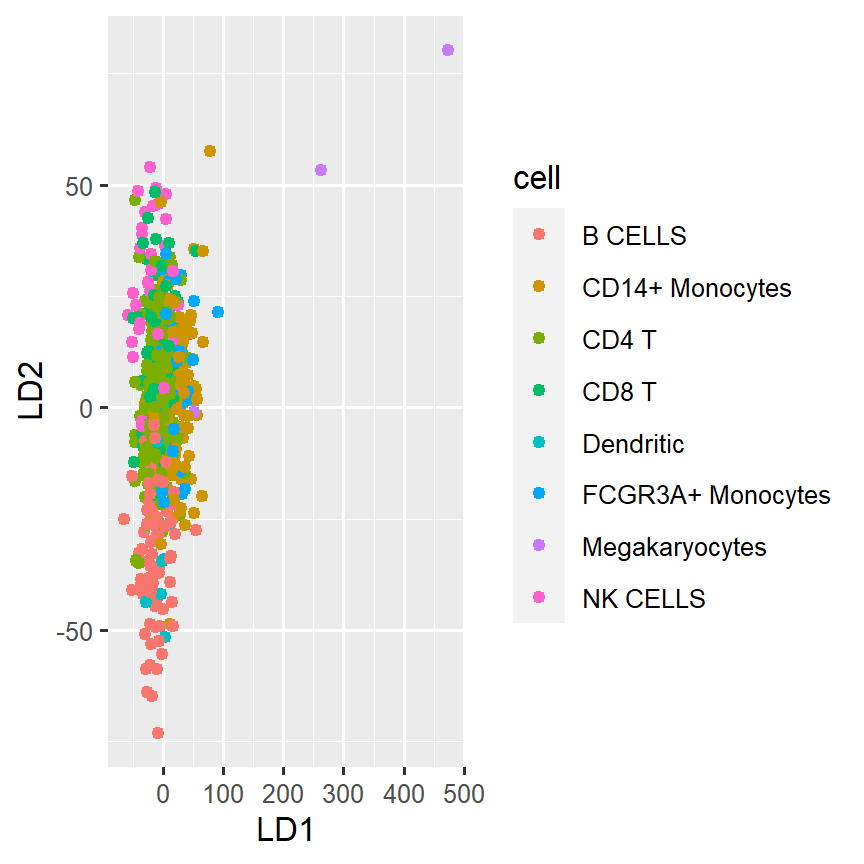 cell
B CELLS
CD14+ Monocytes
CD4 T
CD8 T
Dendritic
FCGR3A+ Monocytes
Megakaryocytes
NK CELLS
LD2
50
0
-50
0 100 200 300 400 500
LD1